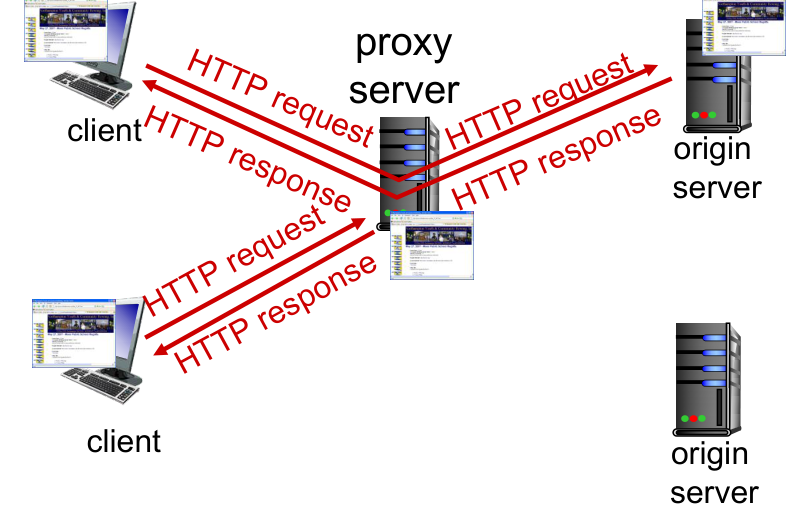 proxy
server
client
HTTP request
HTTP response
HTTP request
HTTP response
origin
server
HTTP request
HTTP response
client
origin
server